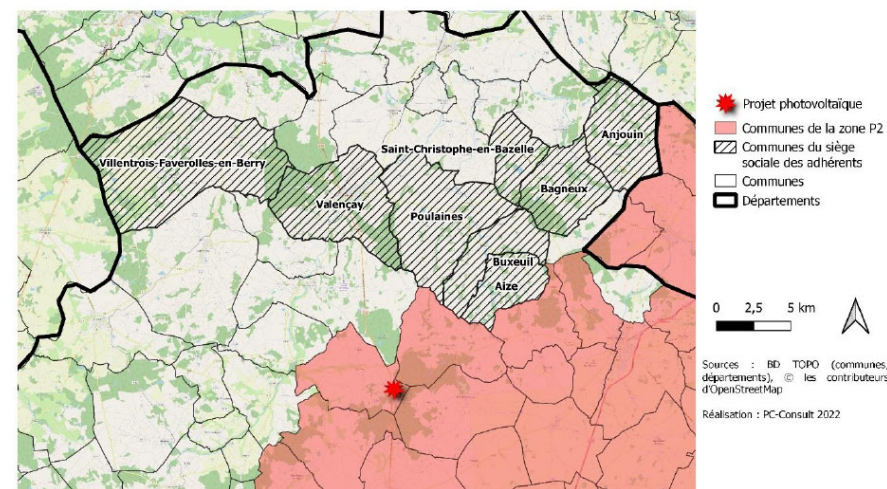 Saint-Christophe-en-Bazelle
Anjouin
Villentrois-Faverolles-en-Berry
Bagneux
Valençay
Poulaines
Buxeuil
Aize
Projet photovoltaïque
Communes de la zone P2
Communes du siège
sociale des adhérents
Communes
Départements
0 2,5 5 km
Sources : BD TOPO (communes,
départements), © les contributeurs
d'OpenStreetMap
Réalisation : PC-Consult 2022